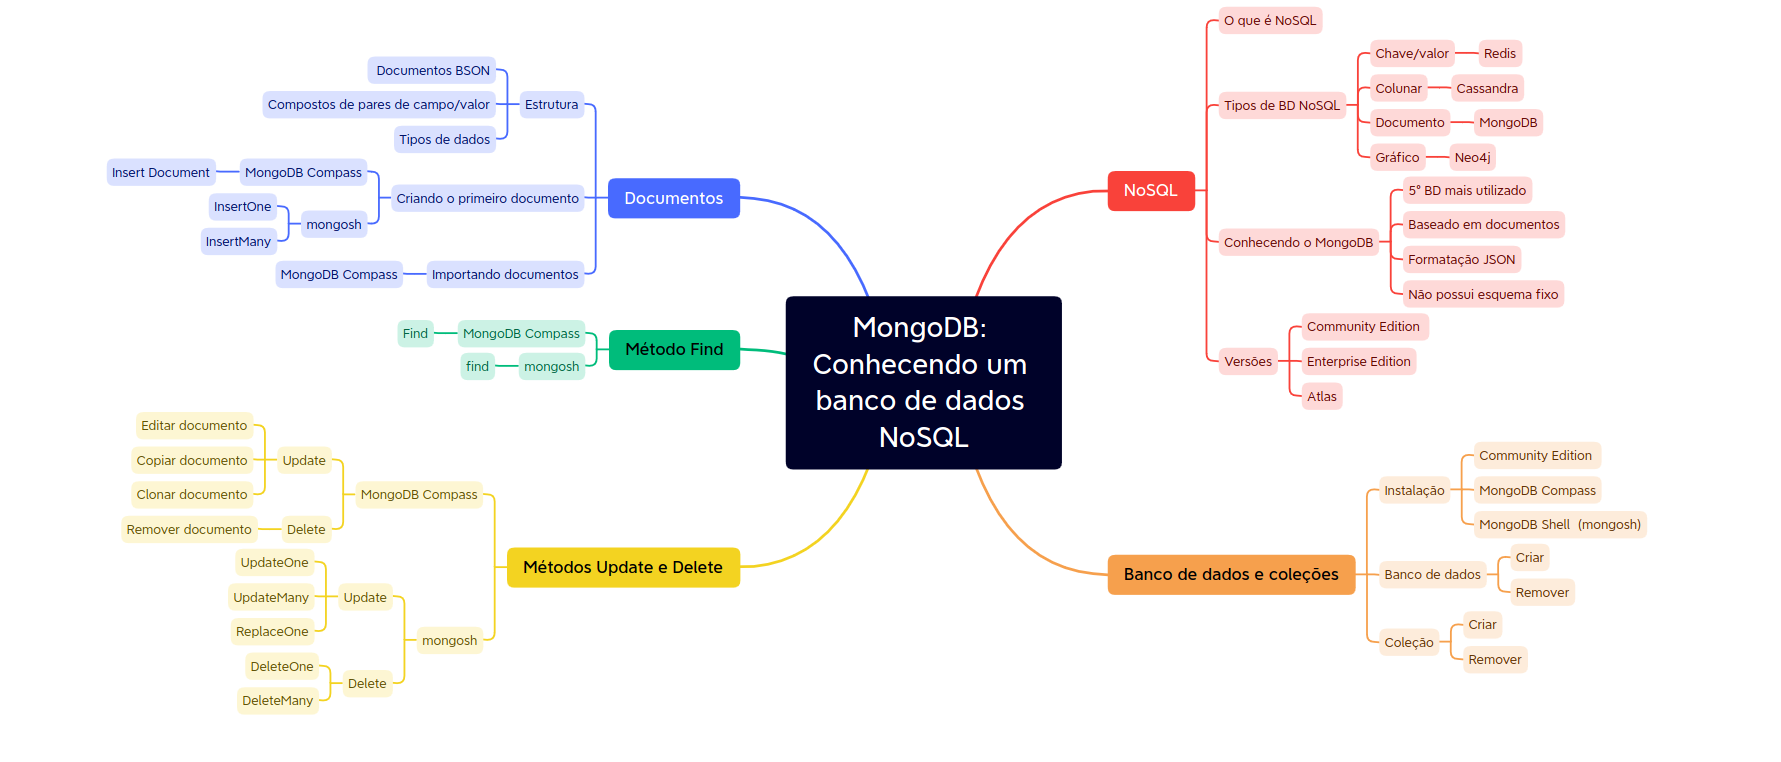 MongoDB:
Conhecendo um
banco de dados
NoSQL
NoSQL
O que é NoSQL
Tipos de BD NoSQL
Chave/valor
Redis
Colunar
Cassandra
Documento
MongoDB
Gráfico
Neo4j
Conhecendo o MongoDB
5° BD mais utilizado
Baseado em documentos
Formatação JSON
Não possui esquema fixo
Versões
Community Edition
Enterprise Edition
Atlas
Banco de dados e coleções
Instalação
Community Edition
MongoDB Compass
MongoDB Shell (mongosh)
Banco de dados
Criar
Remover
Coleção
Criar
Remover
Documentos
Estrutura
Documentos BSON
Compostos de pares de campo/valor
Tipos de dados
Criando o primeiro documento
MongoDB Compass
Insert Document
mongosh
InsertOne
InsertMany
Importando documentos
MongoDB Compass
Método Find
MongoDB Compass
Find
mongosh
find
Métodos Update e Delete
MongoDB Compass
Update
Editar documento
Copiar documento
Clonar documento
Delete
Remover documento
mongosh
Update
UpdateOne
UpdateMany
ReplaceOne
Delete
DeleteOne
DeleteMany